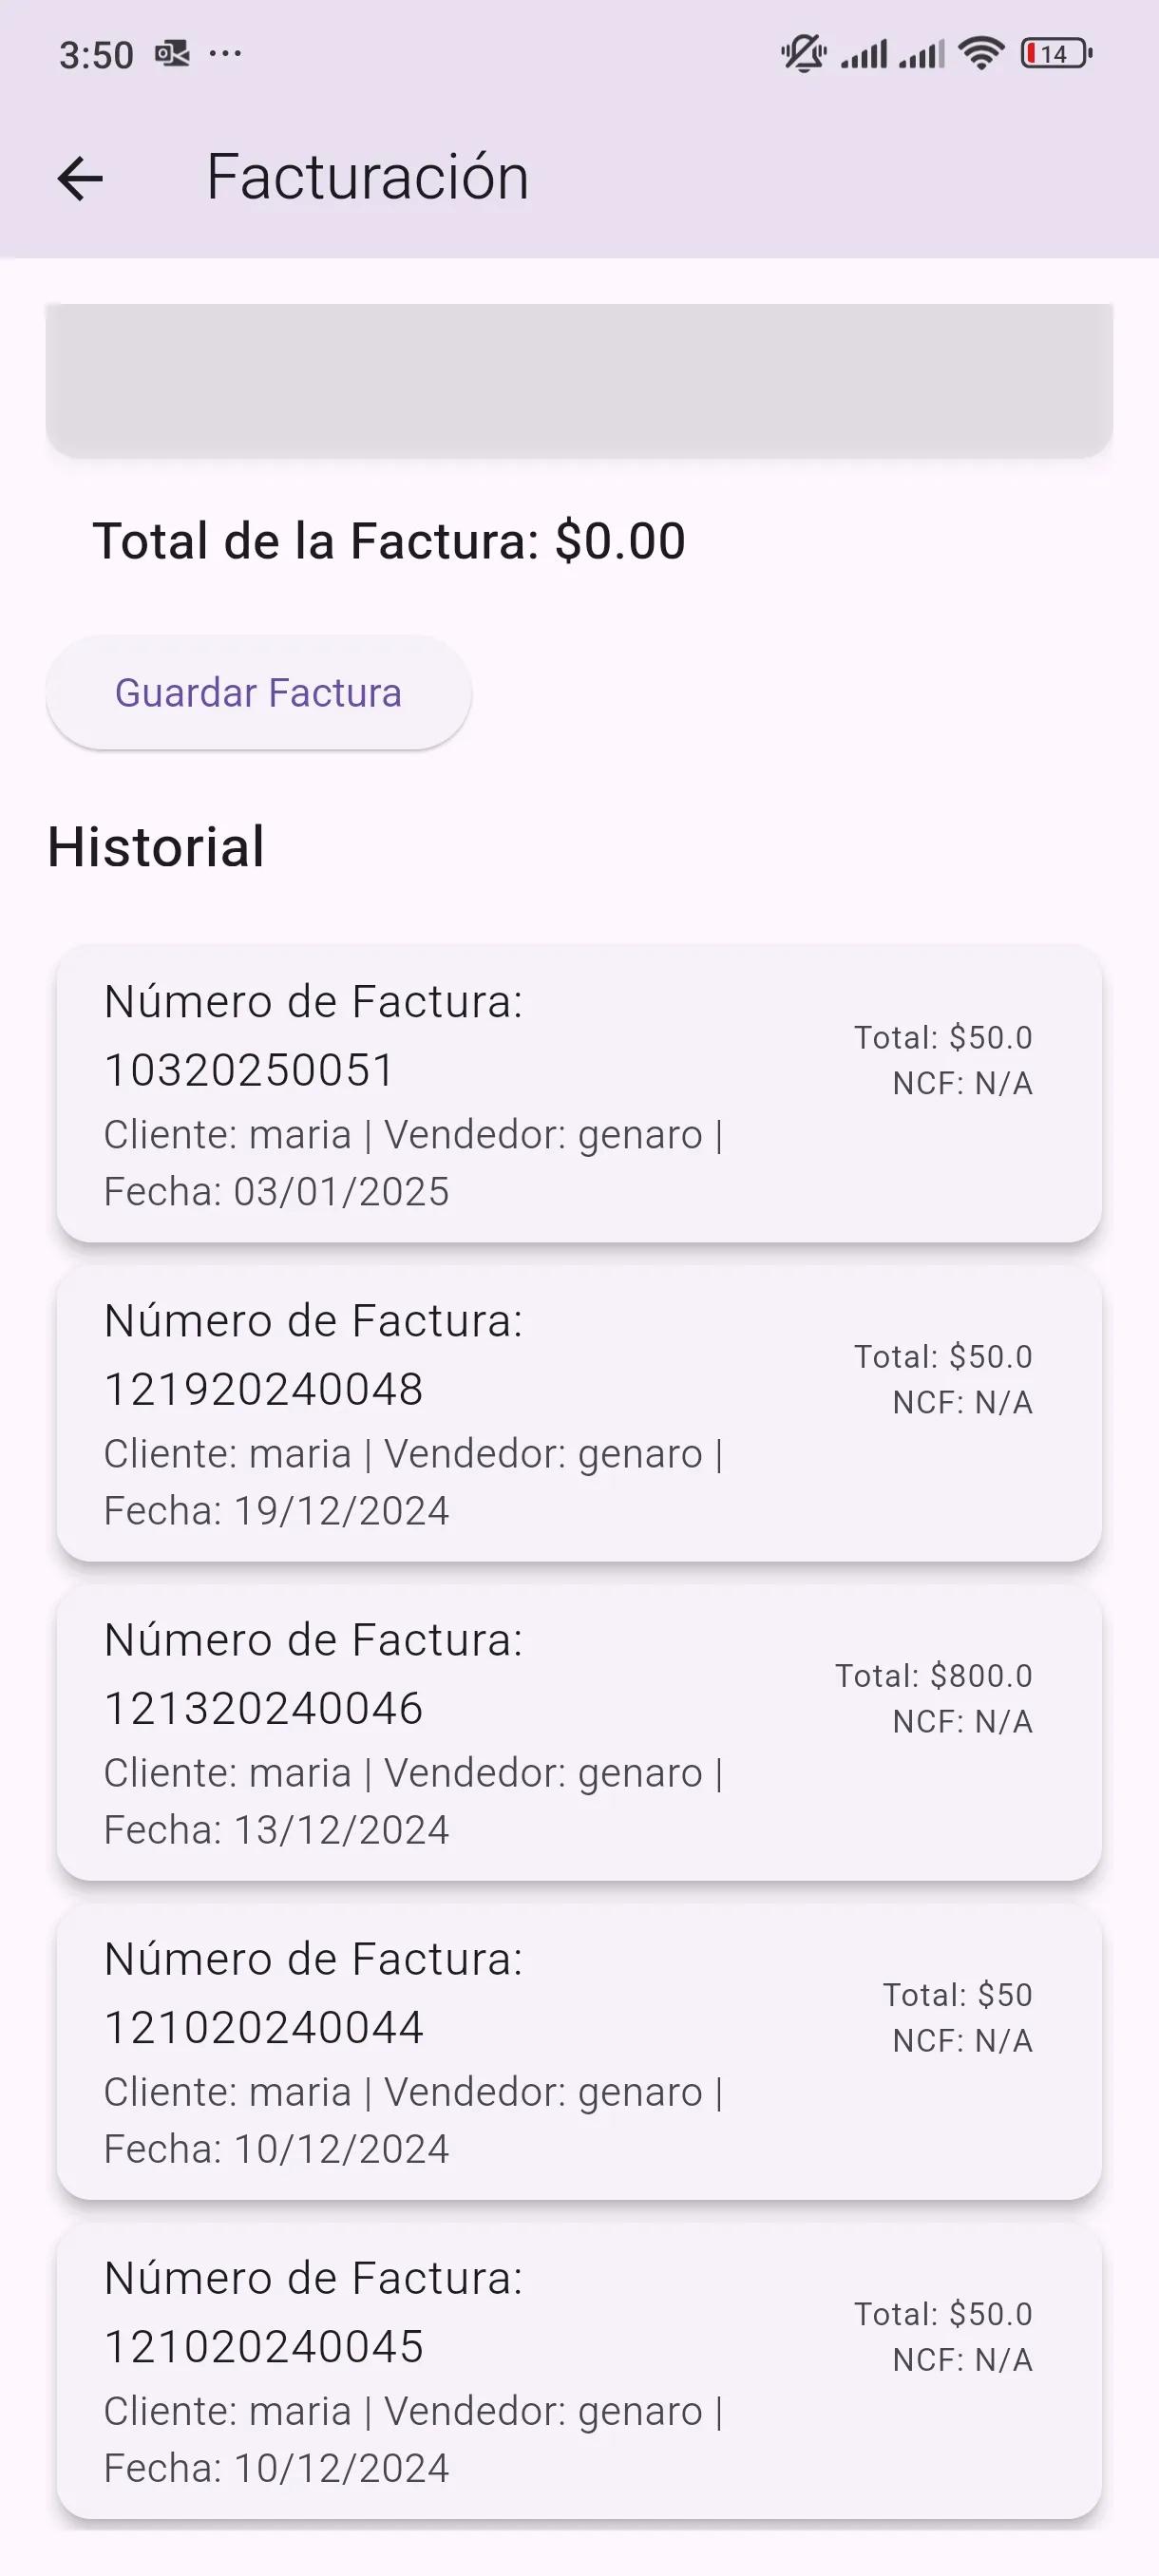 3:50
14
Facturación
Total de la Factura: $0.00
Guardar Factura
Historial
Número de Factura:
10320250051
Total: $50.0
NCF: N/A
Cliente: maria | Vendedor: genaro |
Fecha: 03/01/2025
Número de Factura:
121920240048
Total: $50.0
NCF: N/A
Cliente: maria | Vendedor: genaro |
Fecha: 19/12/2024
Número de Factura:
121320240046
Total: $800.0
NCF: N/A
Cliente: maria | Vendedor: genaro |
Fecha: 13/12/2024
Número de Factura:
121020240044
Total: $50
NCF: N/A
Cliente: maria | Vendedor: genaro |
Fecha: 10/12/2024
Número de Factura:
121020240045
Total: $50.0
NCF: N/A
Cliente: maria | Vendedor: genaro |
Fecha: 10/12/2024